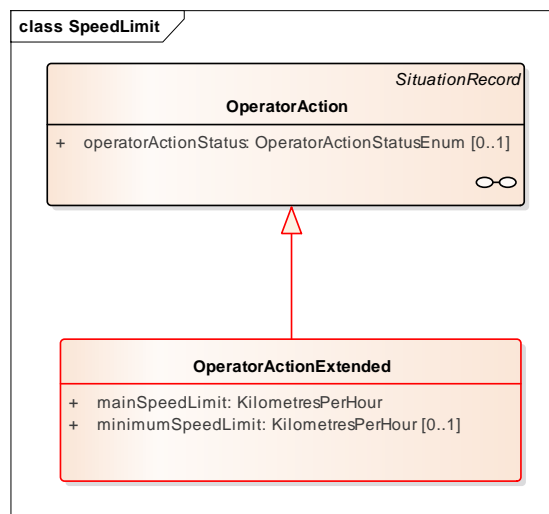 class SpeedLimit
SituationRecord
OperatorAction
+ operatorActionStatus: OperatorActionStatusEnum [0..1]
OperatorActionExtended
+ mainSpeedLimit: KilometresPerHour
+ minimumSpeedLimit: KilometresPerHour [0..1]